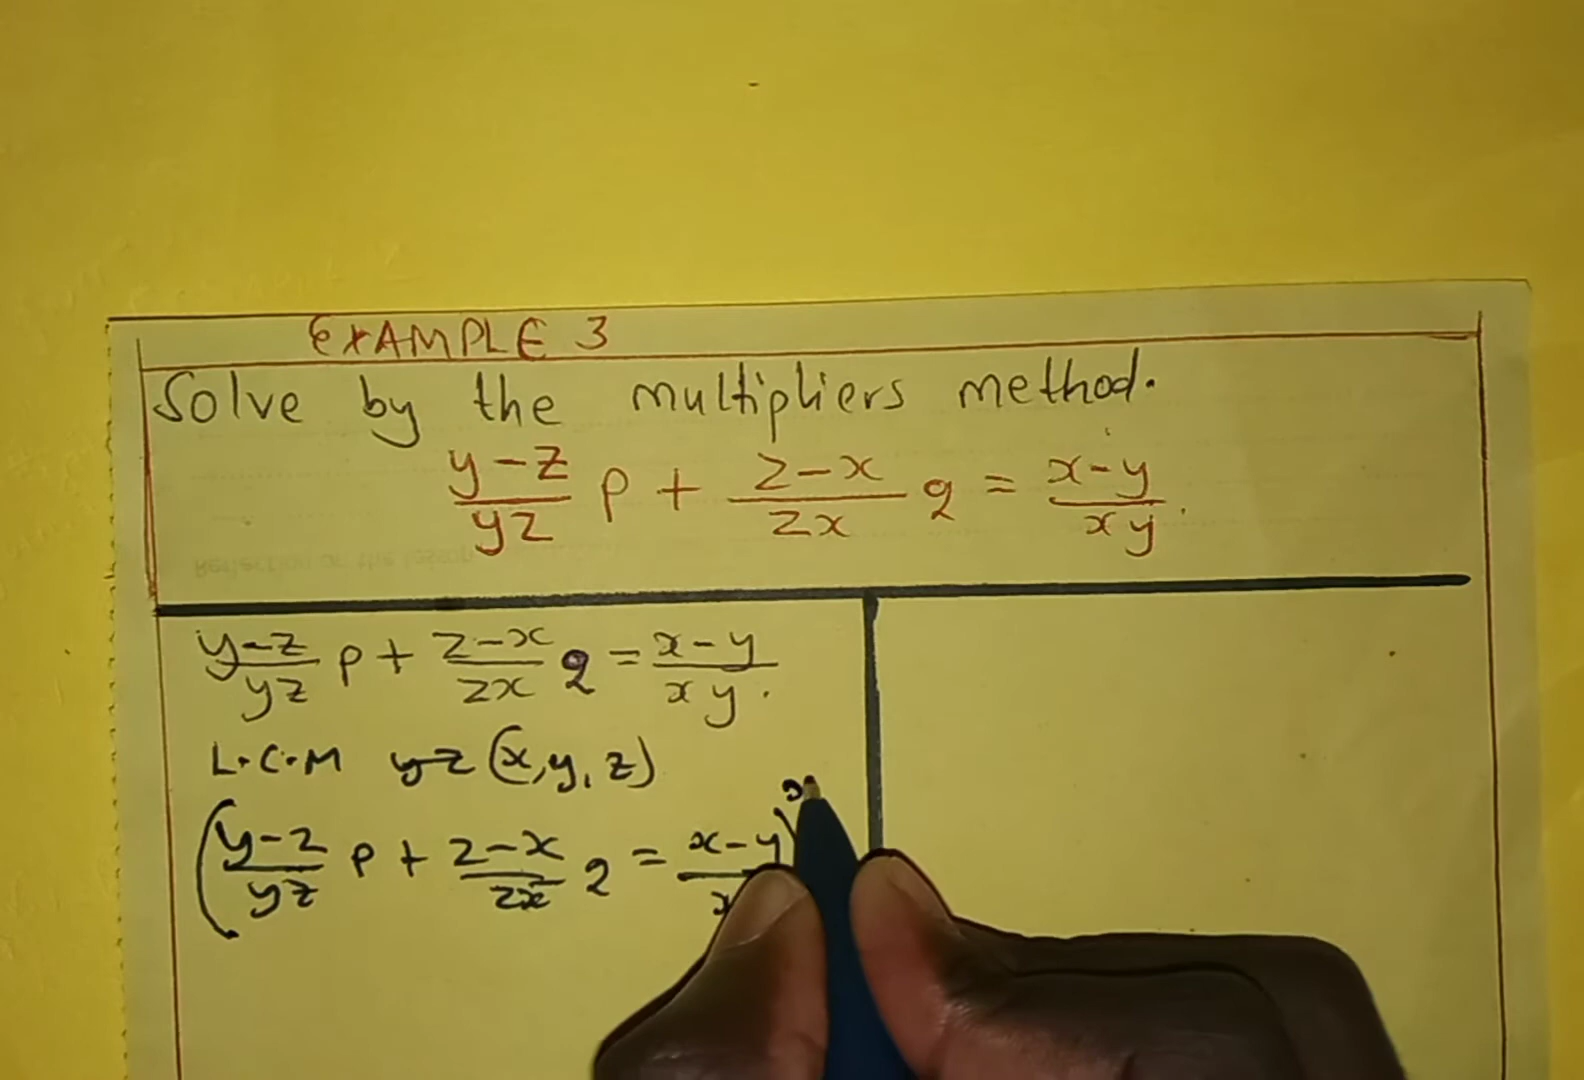 EXAMPLE 3
Solve by the multipliers method.
y-z/yz p + z-x/zx q = x-y/xy.
y-z/yz p + z-x/zx q = x-y/xy.
L.C.M yz (x,y,z)
(y-z/yz p + z-x/zx q = x-y/x